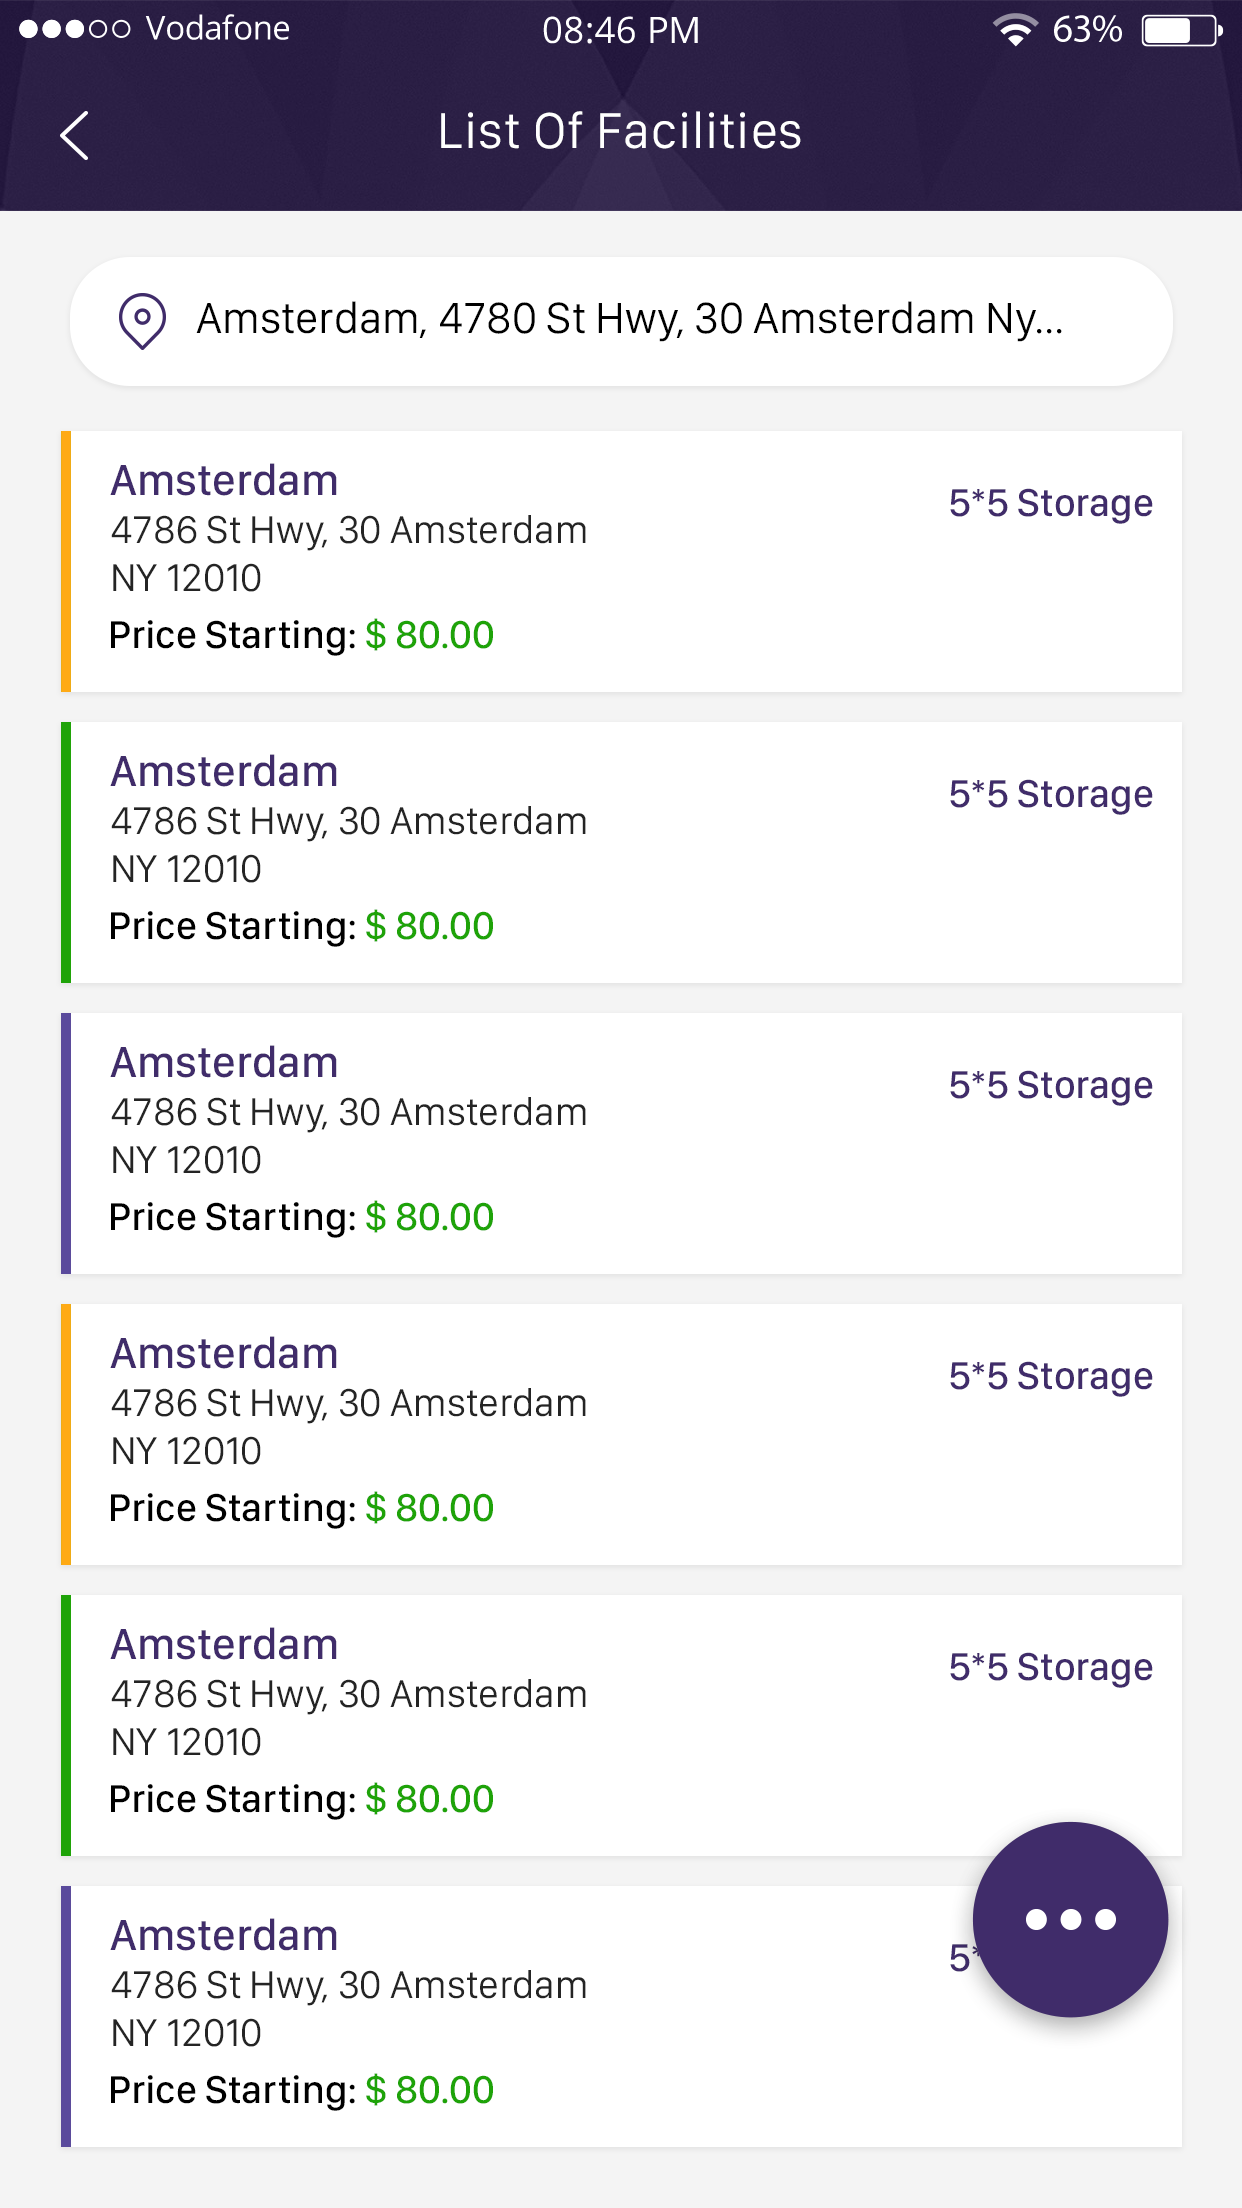 Vodafone
08:46 PM
63%
List Of Facilities
Amsterdam, 4780 St Hwy, 30 Amsterdam Ny...
Amsterdam
5*5 Storage
4786 St Hwy, 30 Amsterdam
NY 12010
Price Starting: $ 80.00
Amsterdam
5*5 Storage
4786 St Hwy, 30 Amsterdam
NY 12010
Price Starting: $ 80.00
Amsterdam
5*5 Storage
4786 St Hwy, 30 Amsterdam
NY 12010
Price Starting: $ 80.00
Amsterdam
5*5 Storage
4786 St Hwy, 30 Amsterdam
NY 12010
Price Starting: $ 80.00
Amsterdam
5*5 Storage
4786 St Hwy, 30 Amsterdam
NY 12010
Price Starting: $ 80.00
Amsterdam
4786 St Hwy, 30 Amsterdam
NY 12010
Price Starting: $ 80.00